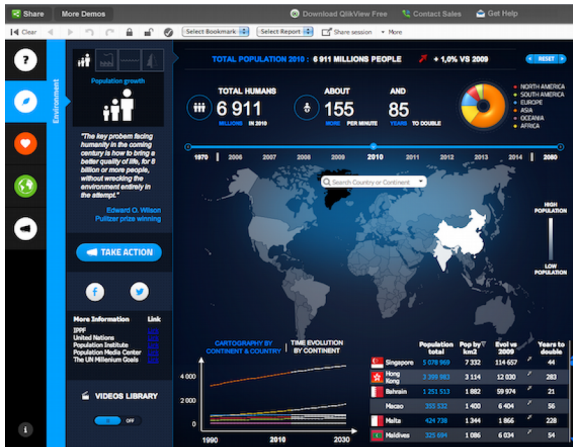 Share
More Demos
Download QlikView Free
Contact Sales
Get Help
Clear
Select Bookmark
Select Report
Share session
More
Environment
Population growth
"The key probem facing
humanity in the coming
century is how to bring a
better quality of life, for 8
billion or more people,
without wrecking the
environment entirely in
the attempt."
Edward O. Wilson
Pulitzer prize winning
TAKE ACTION
More Information Link
IPPF
United Nations
Population Institute
Population Media Center
The UN Millenium Goals
VIDEOS LIBRARY
OFF
TOTAL POPULATION 2010 : 6 911 MILLIONS PEOPLE + 1,0% VS 2009
RESET
TOTAL HUMANS
6 911
MILLIONS IN 2010
ABOUT
155
MORE PER MINUTE
AND
85
YEARS TO DOUBLE
NORTH AMERICA
SOUTH AMERICA
EUROPE
ASIA
OCEANIA
AFRICA
1970 2006 2007 2008 2009 2010 2011 2012 2013 2014 2050
Search Country or Continent
HIGH
POPULATION
LOW
POPULATION
CARTOGRAPHY BY
CONTINENT & COUNTRY
TIME EVOLUTION
BY CONTINENT
4 000
2 000
0
1990 2010 2030
Population total Pop by km2 Evol vs 2009 Years to double
Singapore 5 078 969 7 332 114 657 44
Hong Kong 3 114 12 030 283
Bahrain 1 251 513 1 882 59 974 21
Macao 1 400 6 404 56
Malta 424 738 1 344 1 866 228
Maldives 325 694 1 086 6 034 54